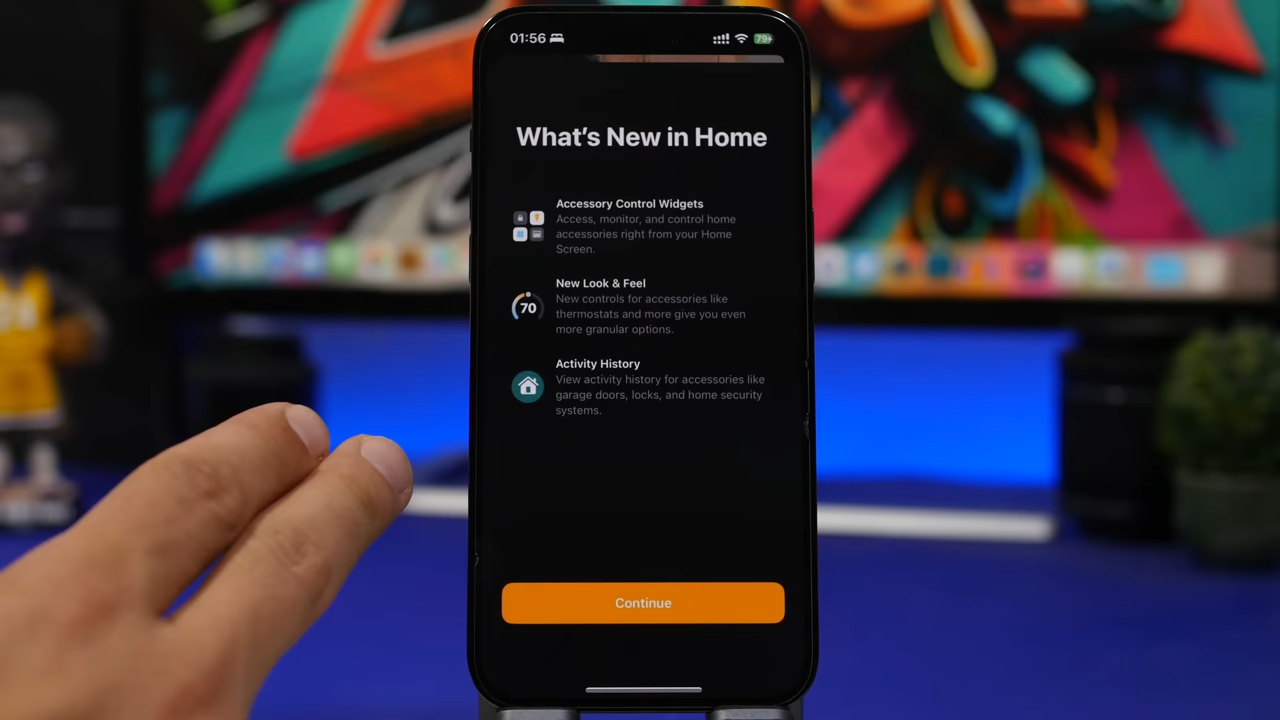 01:56
79
What's New in Home
Accessory Control Widgets
Access, monitor, and control home
accessories right from your Home
Screen.
70
New Look & Feel
New controls for accessories like
thermostats and more give you even
more granular options.
Activity History
View activity history for accessories like
garage doors, locks, and home security
systems.
Continue